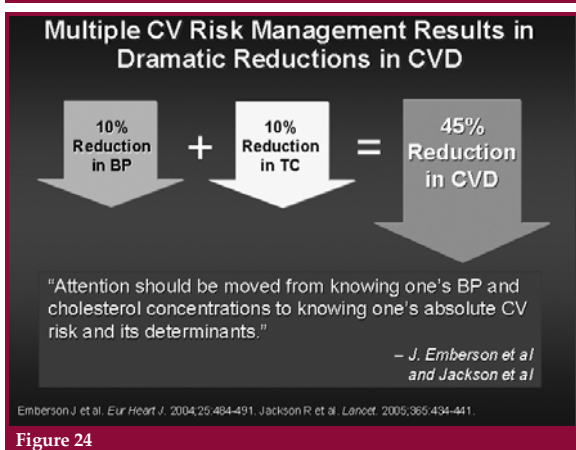 Multiple CV Risk Management Results in
Dramatic Reductions in CVD
10%
Reduction
in BP
+
10%
Reduction
in TC
=
45%
Reduction
in CVD
“Attention should be moved from knowing one’s BP and
cholesterol concentrations to knowing one’s absolute CV
risk and its determinants.”
– J. Emberson et al
and Jackson et al
Emberson J et al. Eur Heart J. 2004;25:484-491. Jackson R et al. Lancet. 2005;365:434-441.
Figure 24